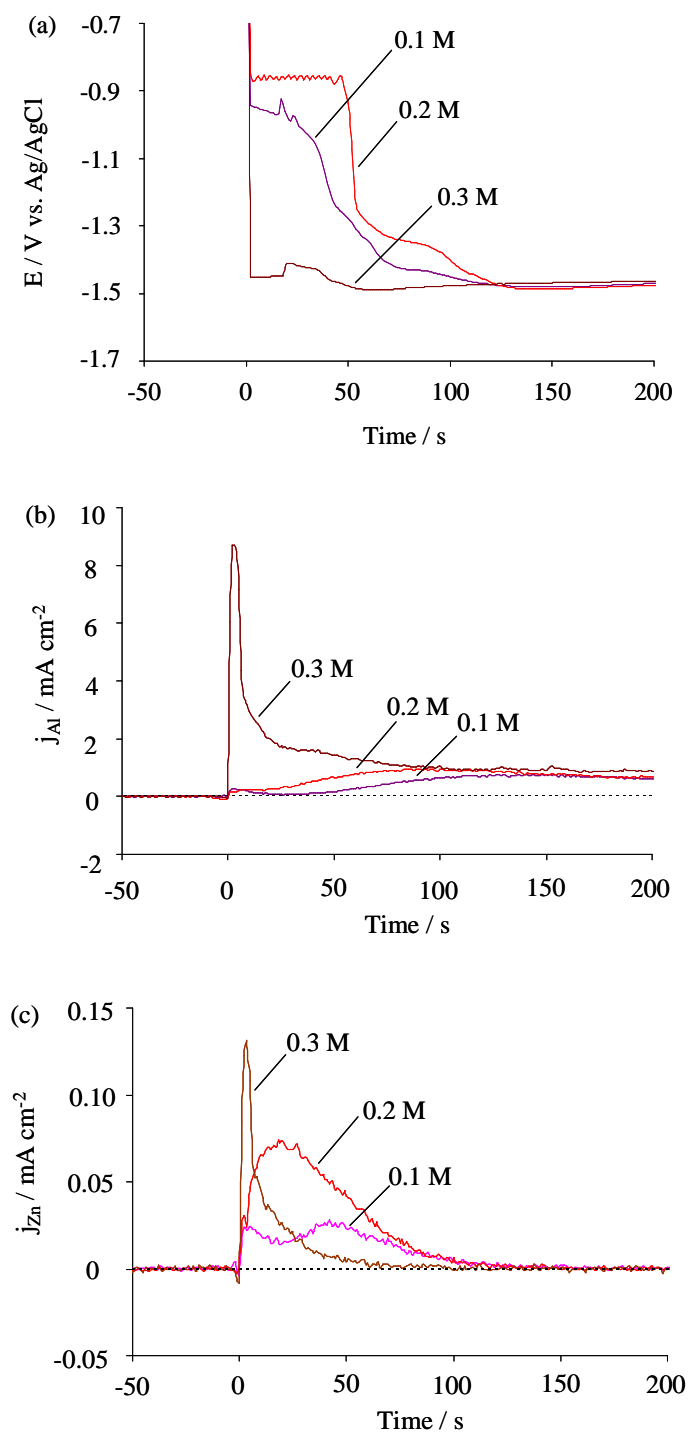 (a)
-0.7
-0.9
-1.1
-1.3
-1.5
-1.7
E / V vs. Ag/AgCl
0.1 M
0.2 M
0.3 M
-50
0
50
100
150
200
Time / s
(b)
10
8
6
4
2
0
-2
j_Al / mA cm⁻²
0.3 M
0.2 M
0.1 M
-50
0
50
100
150
200
Time / s
(c)
0.15
0.10
0.05
0
-0.05
j_Zn / mA cm⁻²
0.3 M
0.2 M
0.1 M
-50
0
50
100
150
200
Time / s